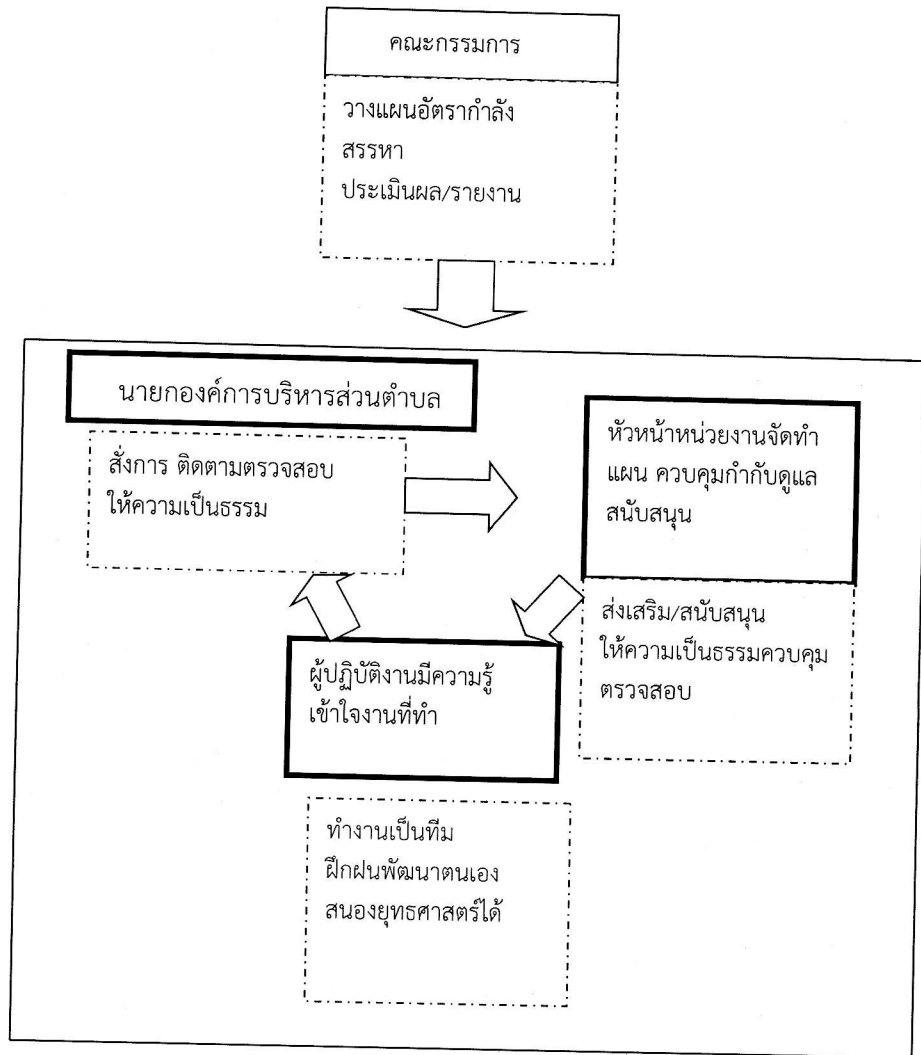 คณะกรรมการ
วางแผนอัตรากำลัง
สรรหา
ประเมินผล/รายงาน
นายกองค์การบริหารส่วนตำบล
สั่งการ ติดตามตรวจสอบ
ให้ความเป็นธรรม
หัวหน้าหน่วยงานจัดทำ
แผน ควบคุมกำกับดูแล
สนับสนุน
ส่งเสริม/สนับสนุน
ให้ความเป็นธรรมควบคุม
ตรวจสอบ
ผู้ปฏิบัติงานมีความรู้
เข้าใจงานที่ทำ
ทำงานเป็นทีม
ฝึกฝนพัฒนาตนเอง
สนองยุทธศาสตร์ได้